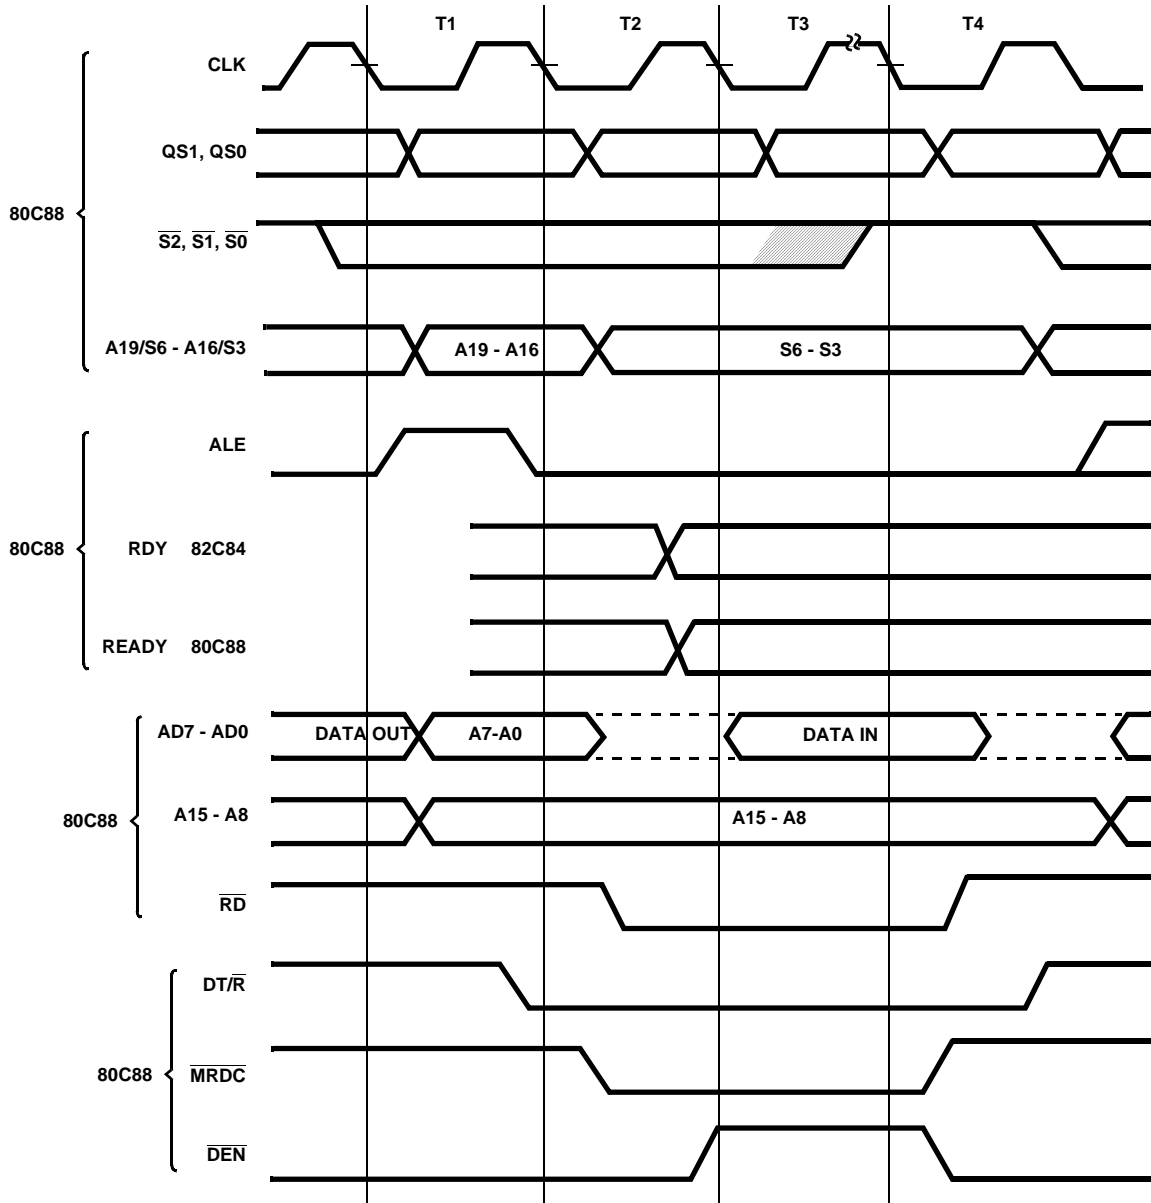 T1 T2 T3 T4
CLK
QS1, QS0
80C88
S2, S1, S0
A19/S6 - A16/S3
A19 - A16
S6 - S3
ALE
80C88
RDY 82C84
READY 80C88
AD7 - AD0
DATA OUT
A7-A0
DATA IN
80C88
A15 - A8
A15 - A8
RD
DT/R
80C88
MRDC
DEN